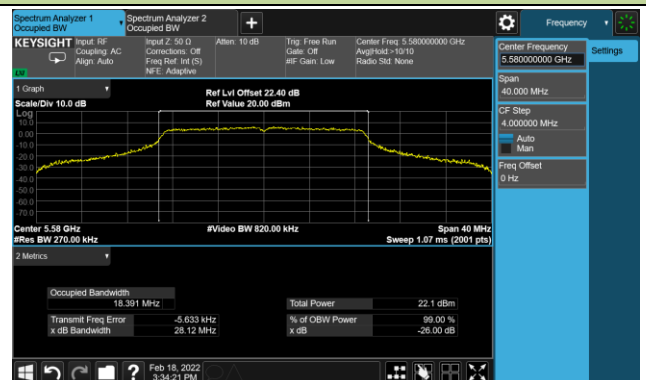 Spectrum Analyzer 1
Occupied BW
Spectrum Analyzer 2
Occupied BW
Frequency
KEYSIGHT
Input: RF
Coupling: AC
Align: Auto
Input Z: 50 Ω
Corrections: Off
Freq Ref: Int (S)
NFE: Adaptive
Atten: 10 dB
Trig: Free Run
Gate: Off
#IF Gain: Low
Center Freq: 5.580000000 GHz
Avg|Hold:>10/10
Radio Std: None
Center Frequency
5.580000000 GHz
Settings
Span
40.000 MHz
CF Step
4.000000 MHz
Auto
Man
Freq Offset
0 Hz
1 Graph
Scale/Div 10.0 dB
Ref Lvl Offset 22.40 dB
Ref Value 20.00 dBm
Log
10.0
0.00
-10.0
-20.0
-30.0
-40.0
-50.0
-60.0
-70.0
Center 5.58 GHz
#Res BW 270.00 kHz
#Video BW 820.00 kHz
Span 40 MHz
Sweep 1.07 ms (2001 pts)
2 Metrics
Occupied Bandwidth
18.391 MHz
Total Power 22.1 dBm
Transmit Freq Error -5.633 kHz
% of OBW Power 99.00 %
x dB Bandwidth 28.12 MHz
x dB -26.00 dB
?
Feb 18, 2022
3:34:21 PM